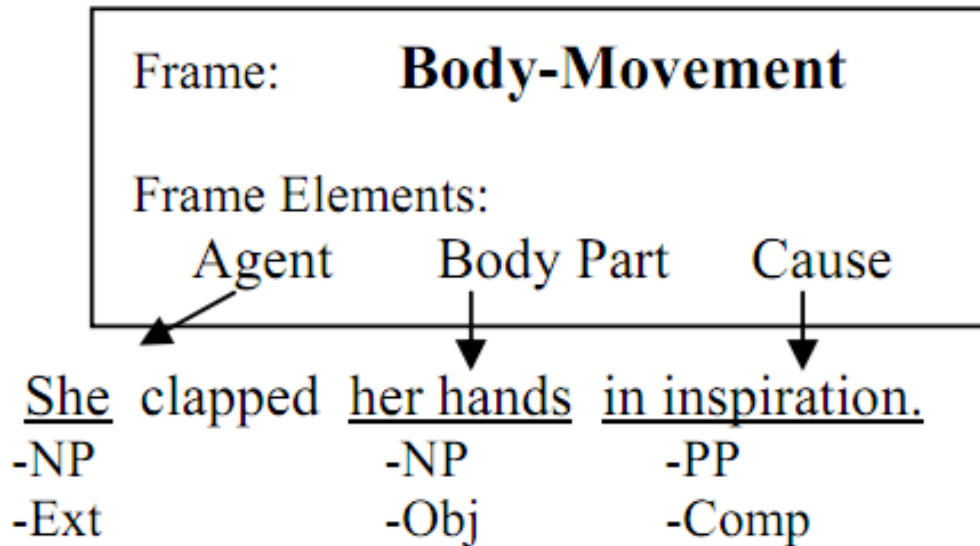 Frame: Body-Movement
Frame Elements:
Agent Body Part Cause
She clapped her hands in inspiration.
-NP -NP -PP
-Ext -Obj -Comp